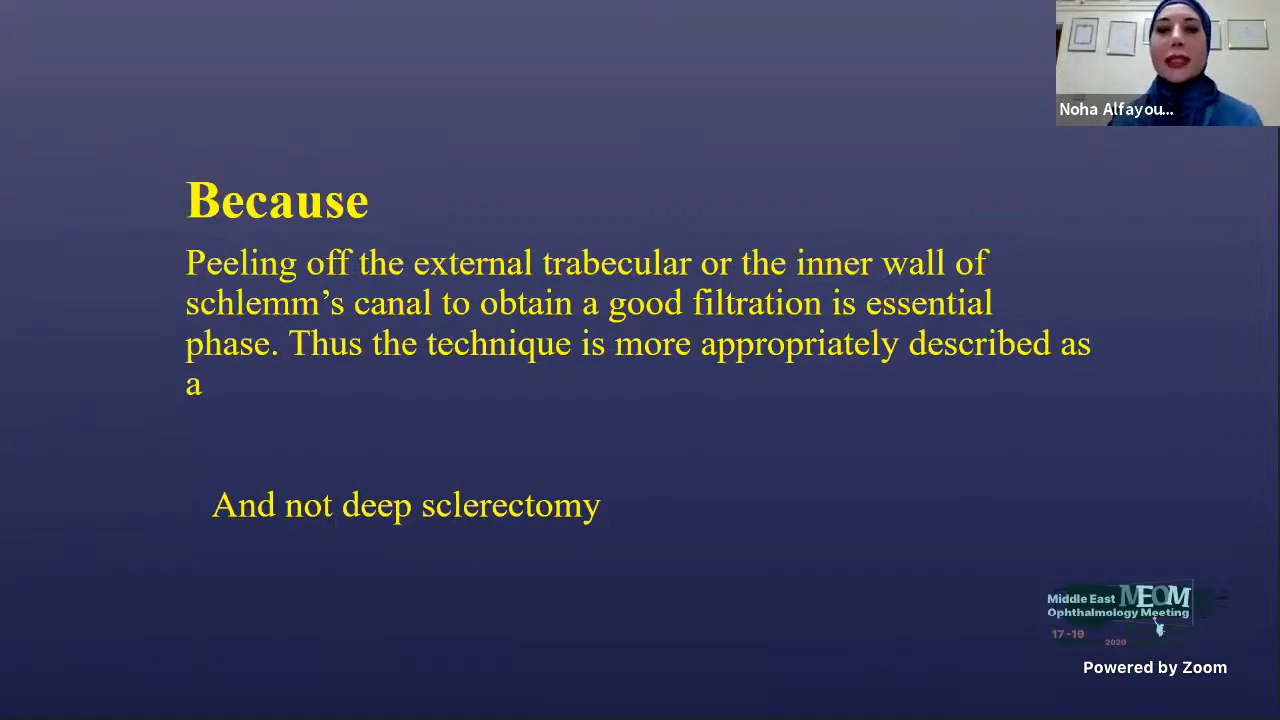 Noha Alfayou...
Because
Peeling off the external trabecular or the inner wall of
schlemm’s canal to obtain a good filtration is essential
phase. Thus the technique is more appropriately described as
a
And not deep sclerectomy
Middle East MEOM
Ophthalmology Meeting
17-19
2020
Powered by Zoom